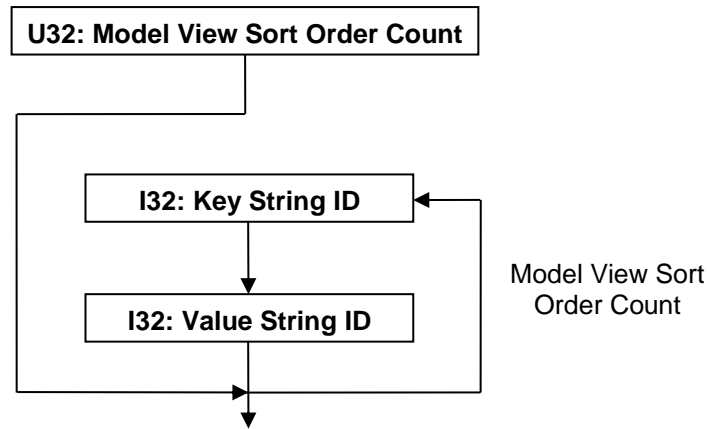 U32: Model View Sort Order Count
I32: Key String ID
Model View Sort
Order Count
I32: Value String ID